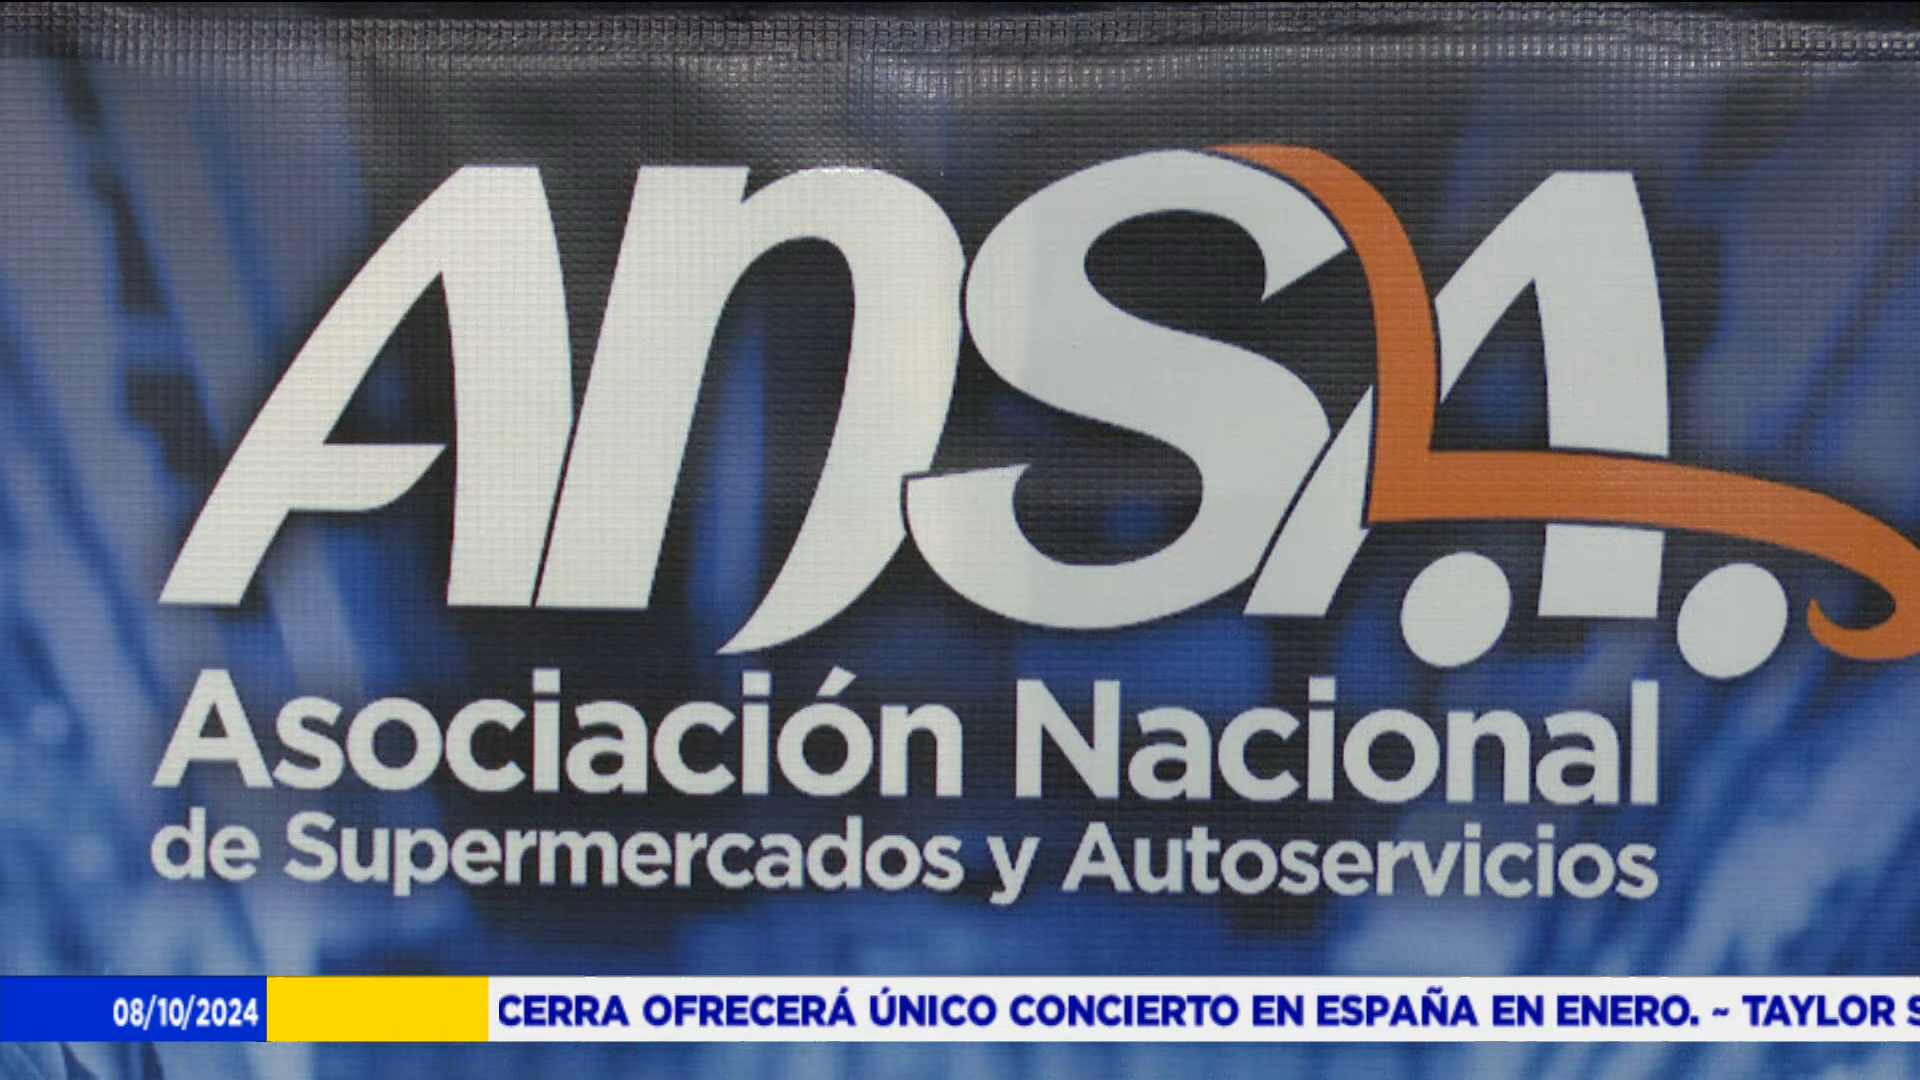 ANSA
Asociación Nacional
de Supermercados y Autoservicios
08/10/2024
CERRA OFRECERÁ ÚNICO CONCIERTO EN ESPAÑA EN ENERO. ~ TAYLOR S